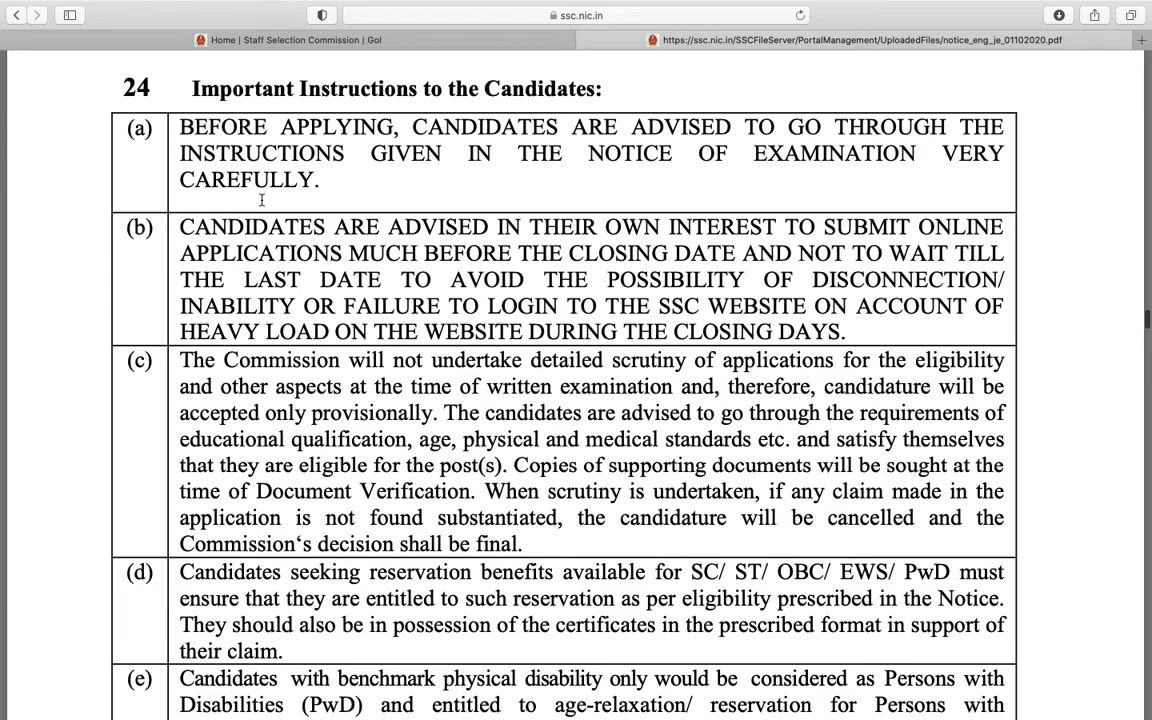 ssc.nic.in
Home | Staff Selection Commission | GoI
https://ssc.nic.in/SSCFileServer/PortalManagement/UploadedFiles/notice_eng_je_01102020.pdf
24 Important Instructions to the Candidates:
(a) BEFORE APPLYING, CANDIDATES ARE ADVISED TO GO THROUGH THE
INSTRUCTIONS GIVEN IN THE NOTICE OF EXAMINATION VERY
CAREFULLY.
(b) CANDIDATES ARE ADVISED IN THEIR OWN INTEREST TO SUBMIT ONLINE
APPLICATIONS MUCH BEFORE THE CLOSING DATE AND NOT TO WAIT TILL
THE LAST DATE TO AVOID THE POSSIBILITY OF DISCONNECTION/
INABILITY OR FAILURE TO LOGIN TO THE SSC WEBSITE ON ACCOUNT OF
HEAVY LOAD ON THE WEBSITE DURING THE CLOSING DAYS.
(c) The Commission will not undertake detailed scrutiny of applications for the eligibility
and other aspects at the time of written examination and, therefore, candidature will be
accepted only provisionally. The candidates are advised to go through the requirements of
educational qualification, age, physical and medical standards etc. and satisfy themselves
that they are eligible for the post(s). Copies of supporting documents will be sought at the
time of Document Verification. When scrutiny is undertaken, if any claim made in the
application is not found substantiated, the candidature will be cancelled and the
Commission‘s decision shall be final.
(d) Candidates seeking reservation benefits available for SC/ ST/ OBC/ EWS/ PwD must
ensure that they are entitled to such reservation as per eligibility prescribed in the Notice.
They should also be in possession of the certificates in the prescribed format in support of
their claim.
(e) Candidates with benchmark physical disability only would be considered as Persons with
Disabilities (PwD) and entitled to age-relaxation/ reservation for Persons with